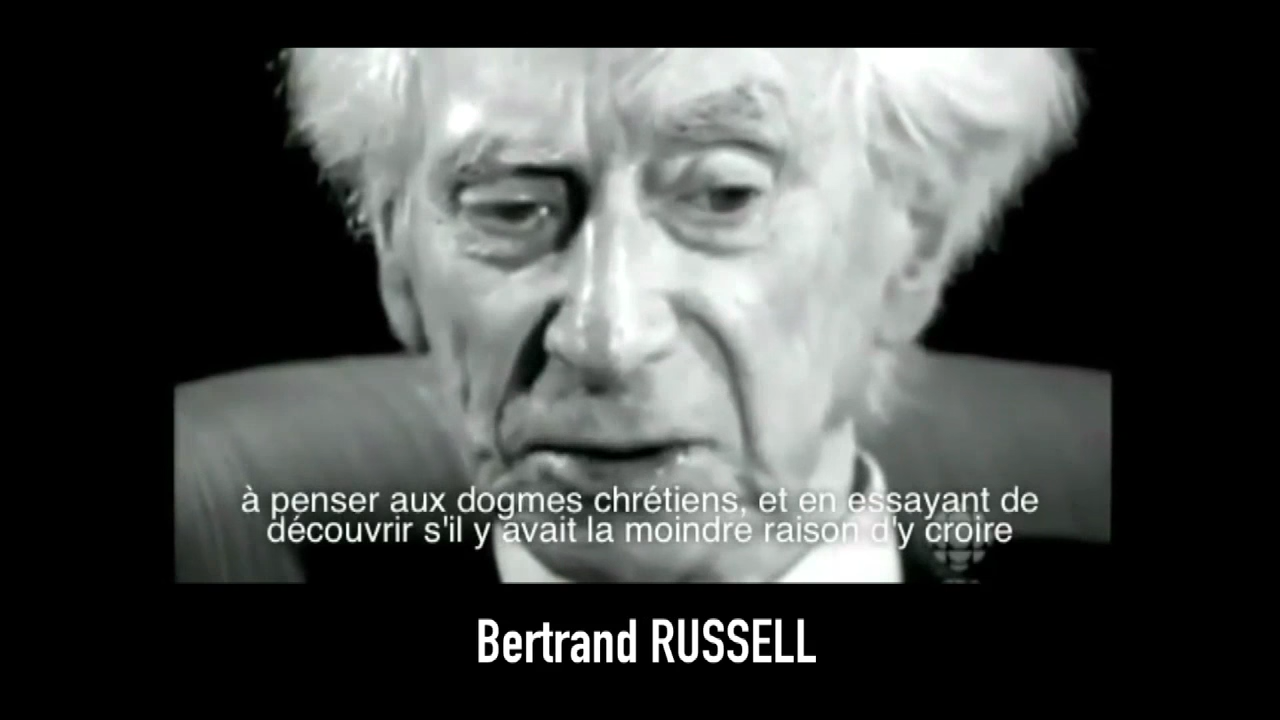 à penser aux dogmes chrétiens, et en essayant de
découvrir s'il y avait la moindre raison d'y croire
Bertrand RUSSELL